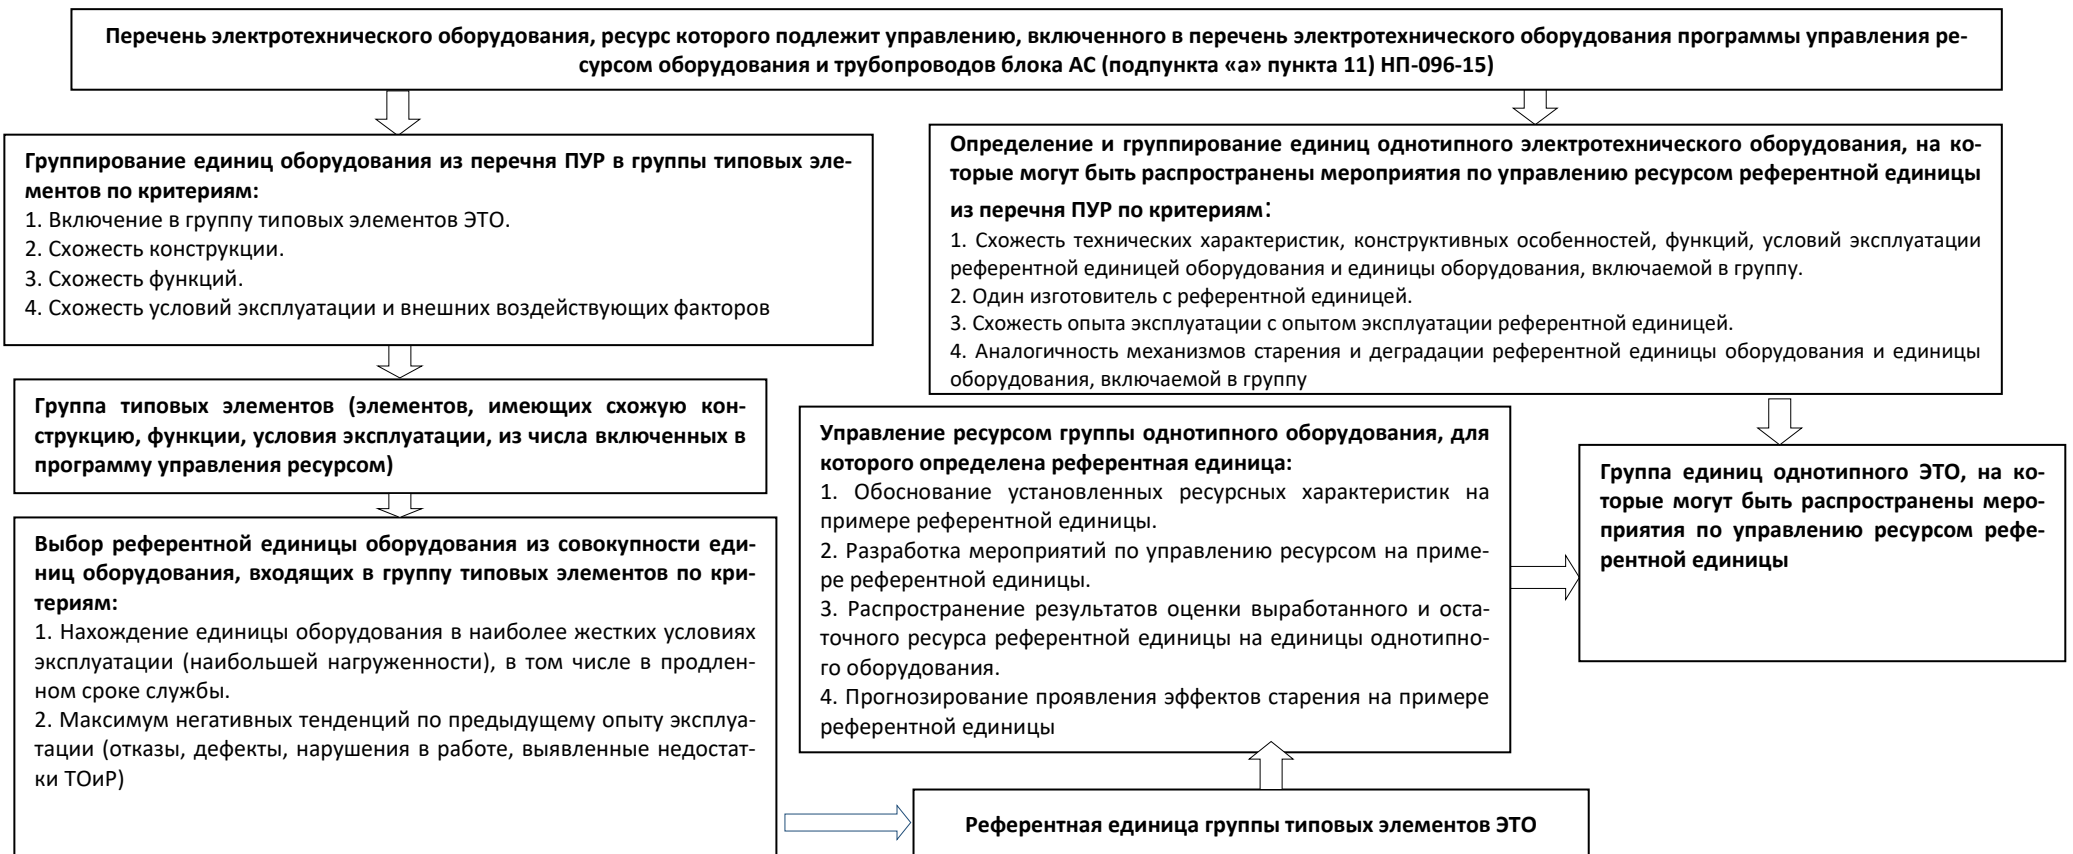 Перечень электротехнического оборудования, ресурс которого подлежит управлению, включенного в перечень электротехнического оборудования программы управления ре-
сурсом оборудования и трубопроводов блока АС (подпункта «а» пункта 11) НП-096-15)
Группирование единиц оборудования из перечня ПУР в группы типовых эле-
ментов по критериям:
1. Включение в группу типовых элементов ЭТО.
2. Схожесть конструкции.
3. Схожесть функций.
4. Схожесть условий эксплуатации и внешних воздействующих факторов
Определение и группирование единиц однотипного электротехнического оборудования, на ко-
торые могут быть распространены мероприятия по управлению ресурсом референтной единицы
из перечня ПУР по критериям:
1. Схожесть технических характеристик, конструктивных особенностей, функций, условий эксплуатации
референтной единицей оборудования и единицы оборудования, включаемой в группу.
2. Один изготовитель с референтной единицей.
3. Схожесть опыта эксплуатации с опытом эксплуатации референтной единицей.
4. Аналогичность механизмов старения и деградации референтной единицы оборудования и единицы
оборудования, включаемой в группу
Группа типовых элементов (элементов, имеющих схожую кон-
струкцию, функции, условия эксплуатации, из числа включенных в
программу управления ресурсом)
Управление ресурсом группы однотипного оборудования, для
которого определена референтная единица:
1. Обоснование установленных ресурсных характеристик на
примере референтной единицы.
2. Разработка мероприятий по управлению ресурсом на приме-
ре референтной единицы.
3. Распространение результатов оценки выработанного и оста-
точного ресурса референтной единицы на единицы однотипно-
го оборудования.
4. Прогнозирование проявления эффектов старения на примере
референтной единицы
Группа единиц однотипного ЭТО, на ко-
торые могут быть распространены меро-
приятия по управлению ресурсом рефе-
рентной единицы
Выбор референтной единицы оборудования из совокупности еди-
ниц оборудования, входящих в группу типовых элементов по кри-
териям:
1. Нахождение единицы оборудования в наиболее жестких условиях
эксплуатации (наибольшей нагруженности), в том числе в продлен-
ном сроке службы.
2. Максимум негативных тенденций по предыдущему опыту эксплуа-
тации (отказы, дефекты, нарушения в работе, выявленные недостат-
ки ТОиР)
Референтная единица группы типовых элементов ЭТО